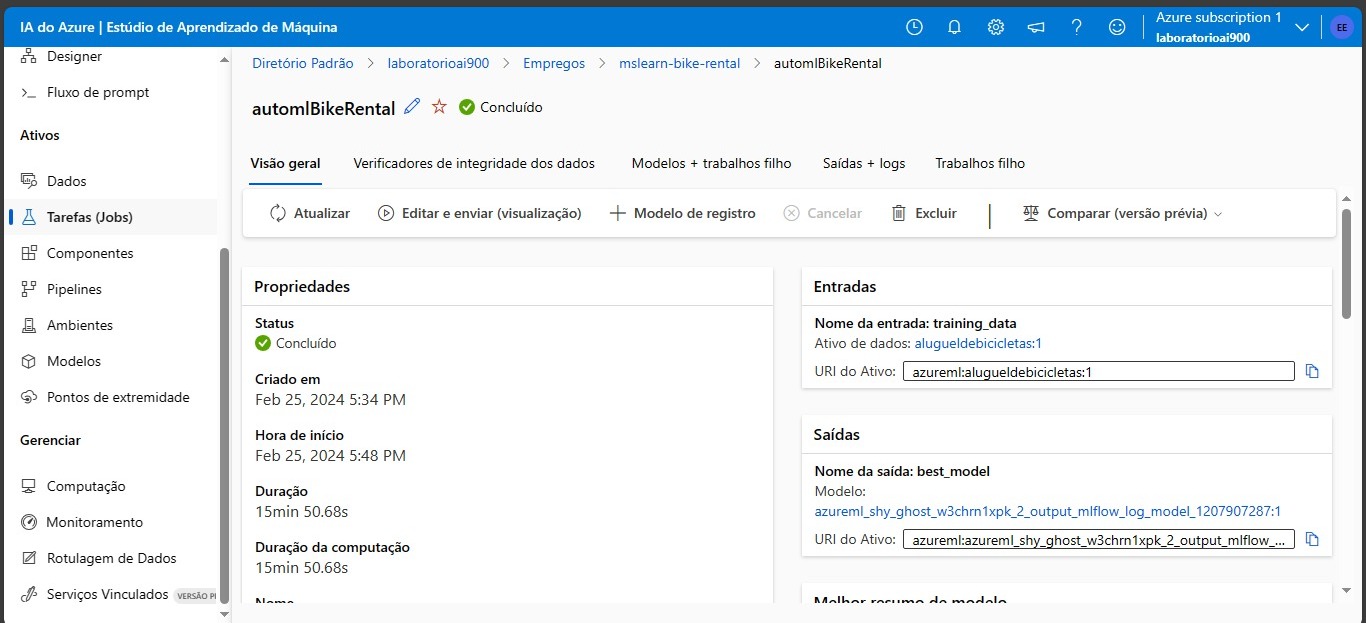 IA do Azure | Estúdio de Aprendizado de Máquina
Azure subscription 1
laboratorioai900
EE
Designer
Fluxo de prompt
Ativos
Dados
Tarefas (Jobs)
Componentes
Pipelines
Ambientes
Modelos
Pontos de extremidade
Gerenciar
Computação
Monitoramento
Rotulagem de Dados
Serviços Vinculados VERSÃO
Diretório Padrão > laboratorioai900 > Empregos > mslearn-bike-rental > automlBikeRental
automlBikeRental Concluído
Visão geral Verificadores de integridade dos dados Modelos + trabalhos filho Saídas + logs Trabalhos filho
Atualizar Editar e enviar (visualização) Modelo de registro Cancelar Excluir Comparar (versão prévia)
Propriedades
Status
Concluído
Criado em
Feb 25, 2024 5:34 PM
Hora de início
Feb 25, 2024 5:48 PM
Duração
15min 50.68s
Duração da computação
15min 50.68s
Nome
Entradas
Nome da entrada: training_data
Ativo de dados: alugueldebicicletas:1
URI do Ativo: azureml:alugueldebicicletas:1
Saídas
Nome da saída: best_model
Modelo:
azureml_shy_ghost_w3chrn1xpk_2_output_mlflow_log_model_1207907287:1
URI do Ativo: azureml:azureml_shy_ghost_w3chrn1xpk_2_output_mlflow_...
Melhor resumo de modelo